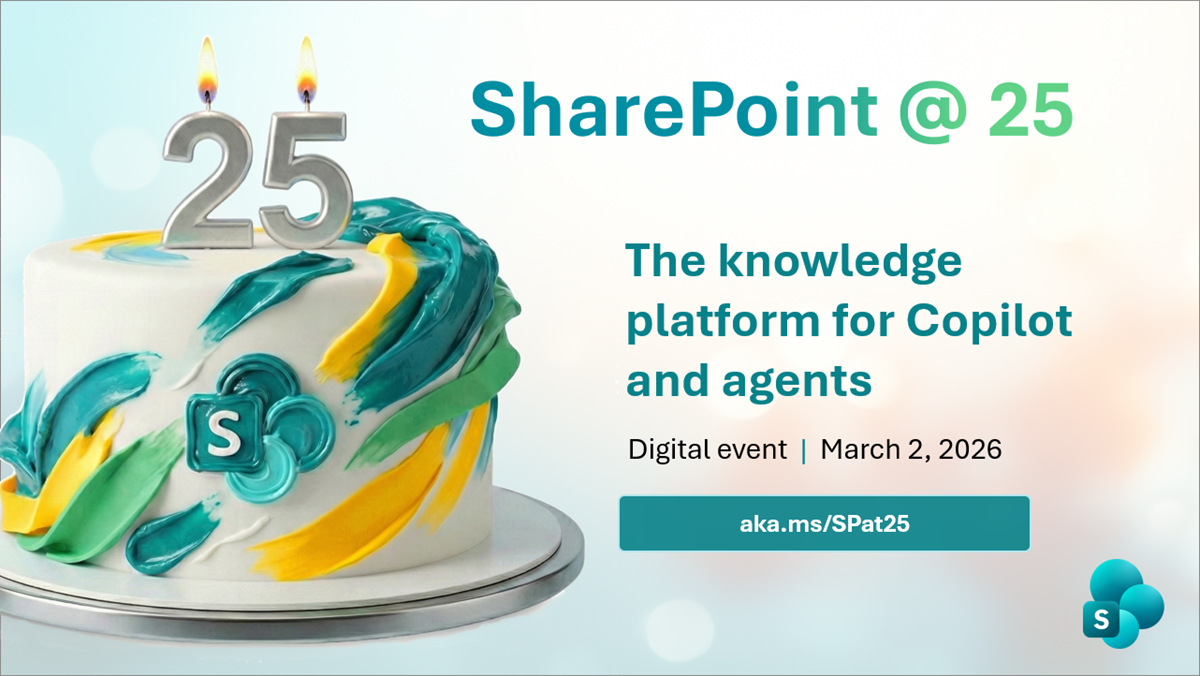 25
SharePoint @ 25
The knowledge
platform for Copilot
and agents
Digital event | March 2, 2026
aka.ms/SPat25
S
S